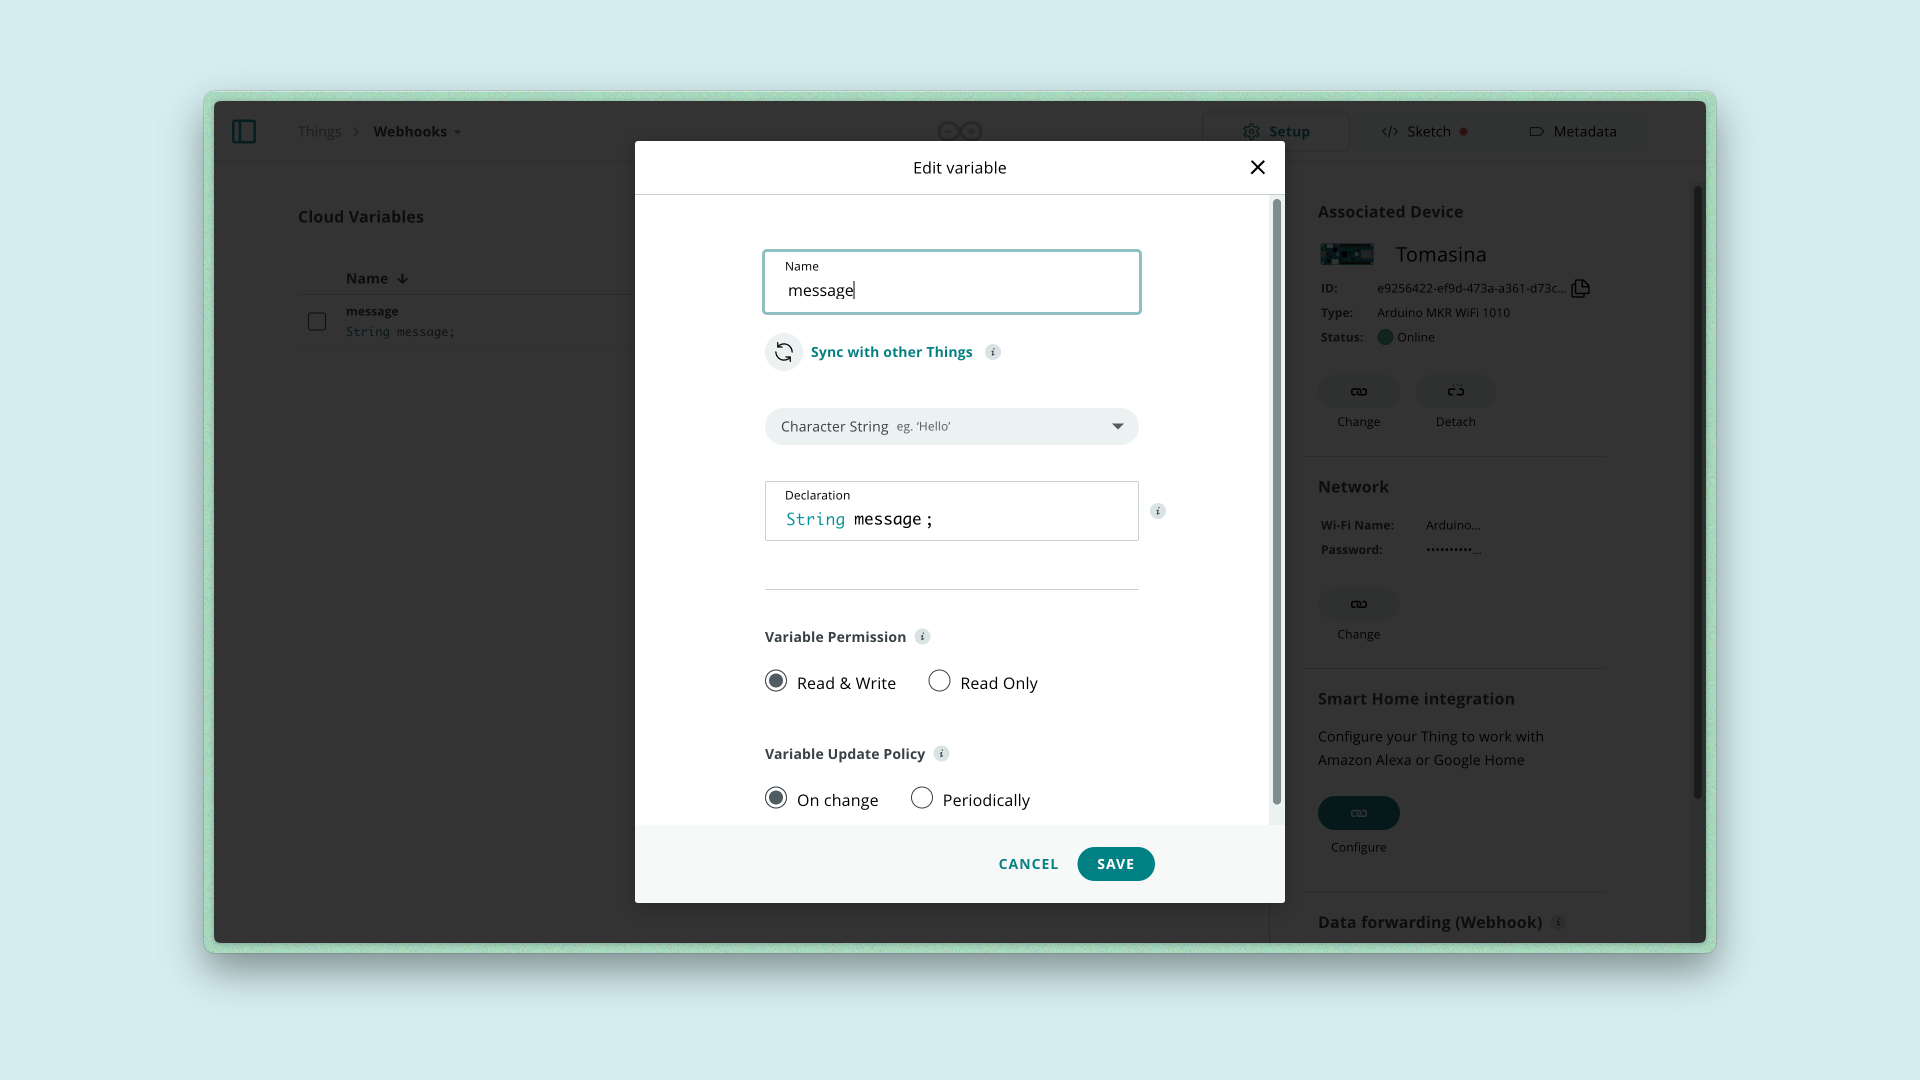 Things > Webhooks
Setup
</> Sketch
Metadata
Edit variable
Cloud Variables
Name ↓
message
String message;
Name
message
Sync with other Things i
Character String eg. ‘Hello’
Declaration
String message;
i
Variable Permission i
Read & Write
Read Only
Variable Update Policy i
On change
Periodically
CANCEL
SAVE
Associated Device
Tomasina
ID: e9256422-ef9d-473a-a361-d73c...
Type: Arduino MKR WiFi 1010
Status: Online
Change
Detach
Network
Wi-Fi Name: Arduino...
Password: ••••••••••...
Change
Smart Home integration
Configure your Thing to work with
Amazon Alexa or Google Home
Configure
Data forwarding (Webhook) i